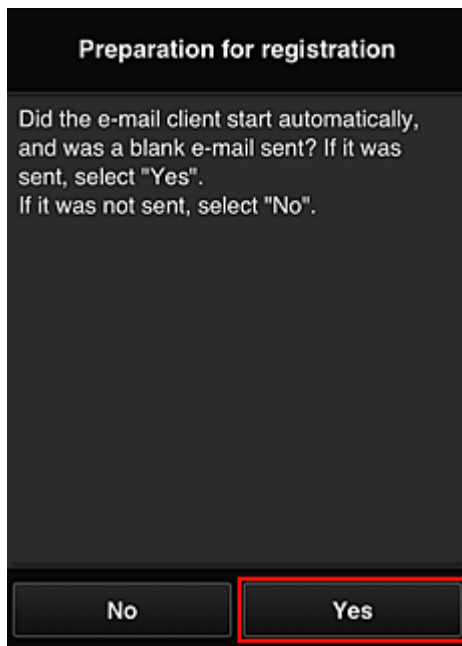 Preparation for registration
Did the e-mail client start automatically,
and was a blank e-mail sent? If it was
sent, select "Yes".
If it was not sent, select "No".
No
Yes